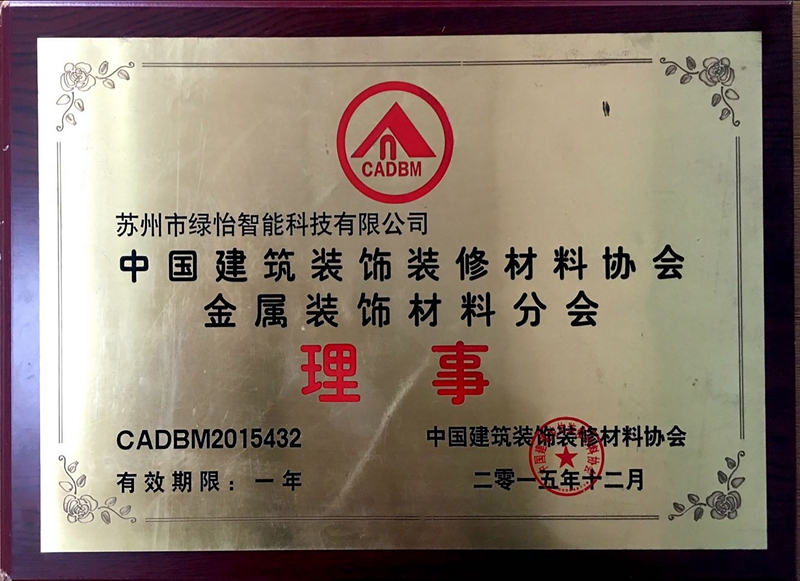 CADBM
苏州市绿怡智能科技有限公司
中国建筑装饰装修材料协会
金属装饰材料分会
理事
CADBM2015432
中国建筑装饰装修材料协会
有效期限：一年
二零一五年十二月